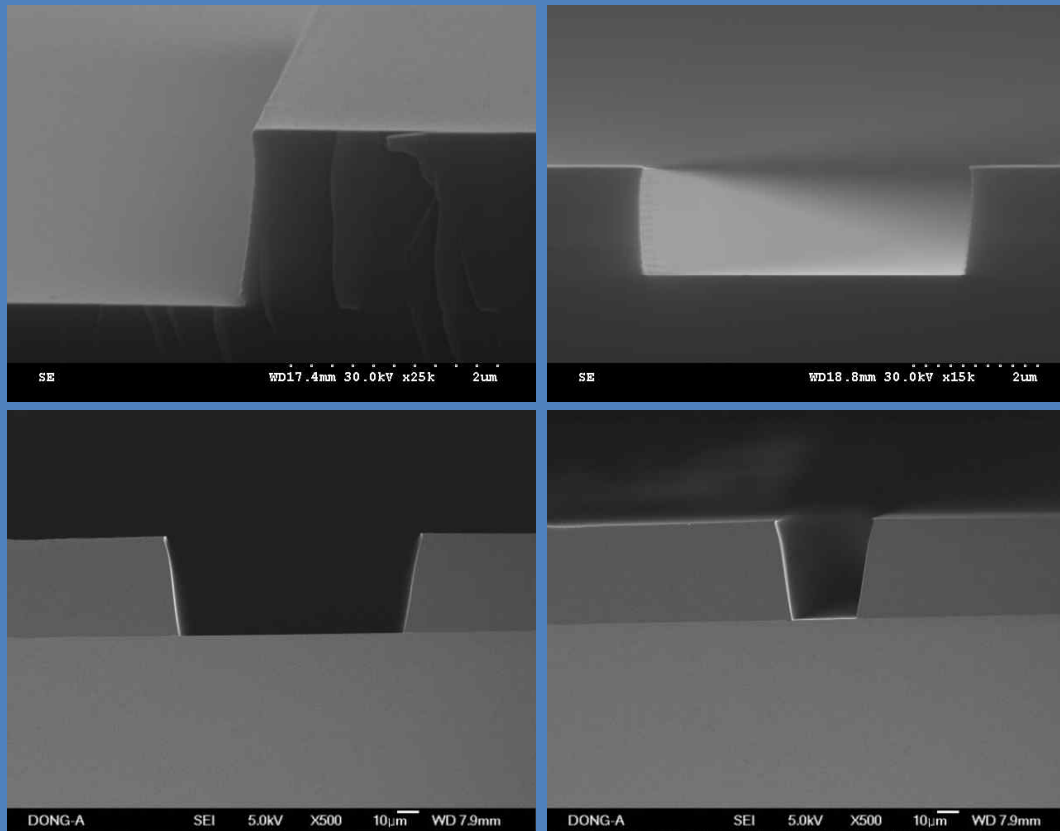 SE WD17.4mm 30.0kV x25k 2um
SE WD18.8mm 30.0kV x15k 2um
DONG-A SEI 5.0kV X500 10μm WD 7.9mm
DONG-A SEI 5.0kV X500 10μm WD 7.9mm